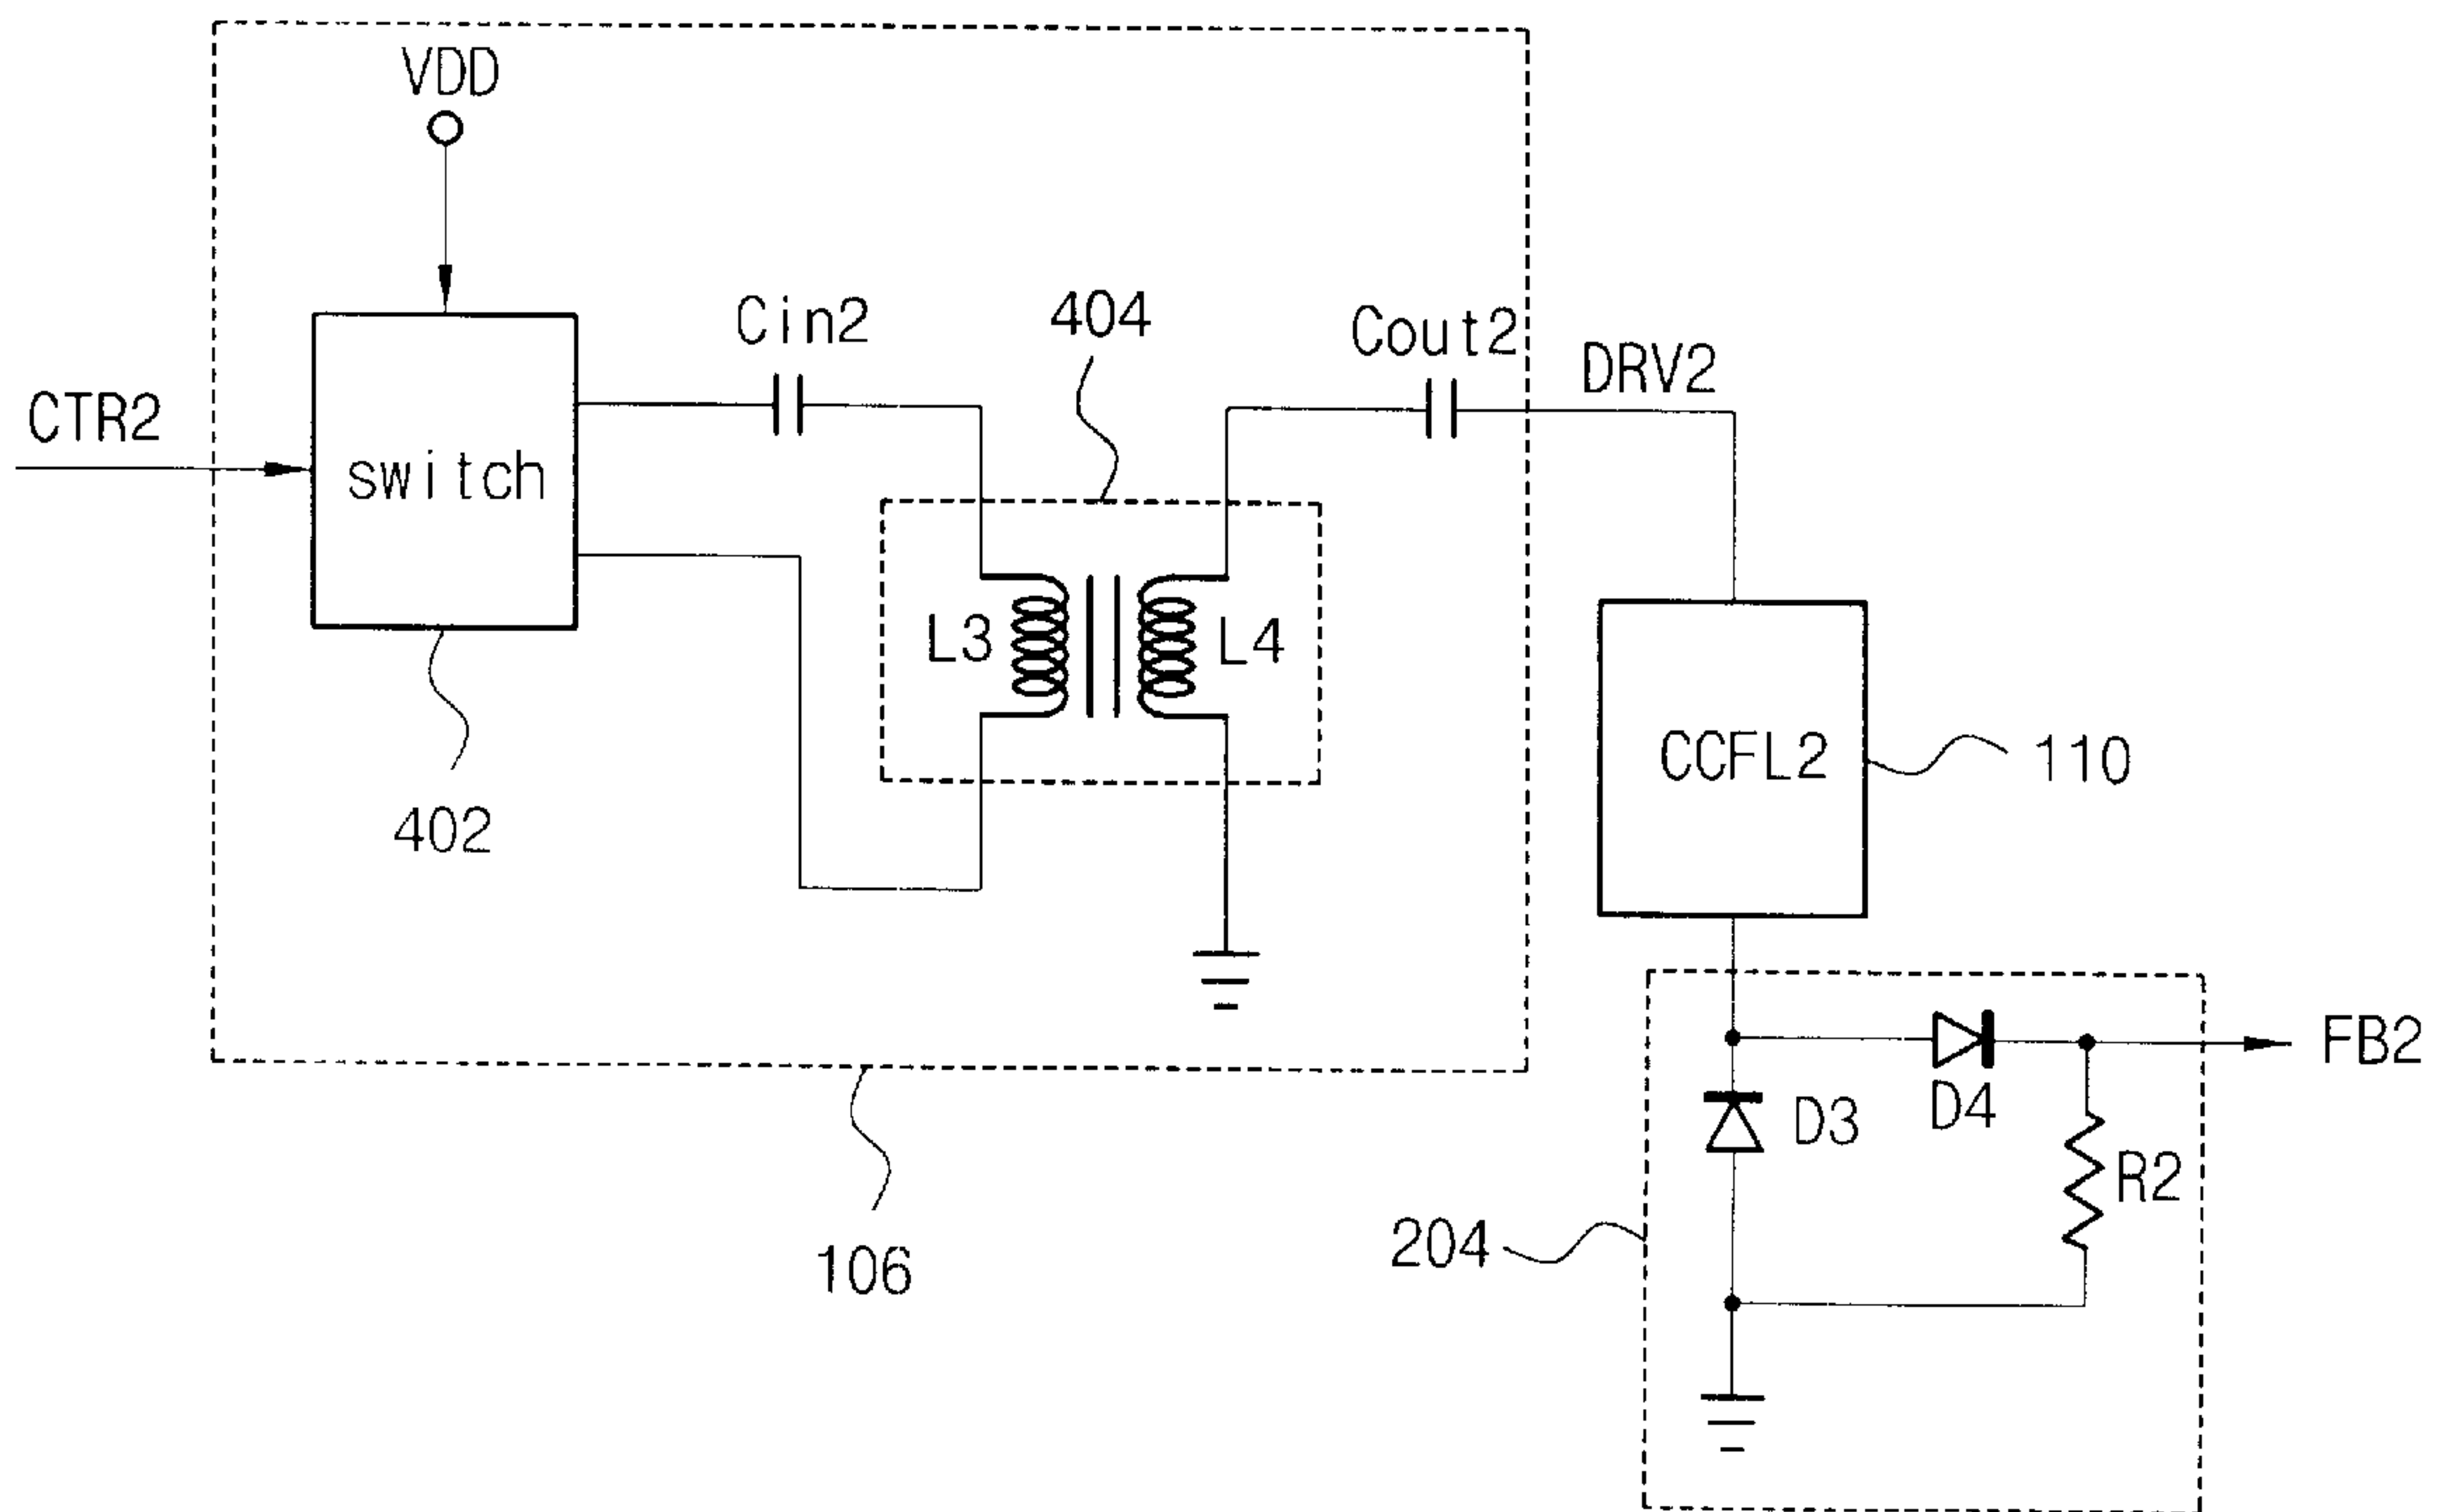 VDD
Cin2
404
Cout2
DRV2
CTR2
switch
L3
L4
CCFL2
110
402
FB2
D4
D3
R2
204
106